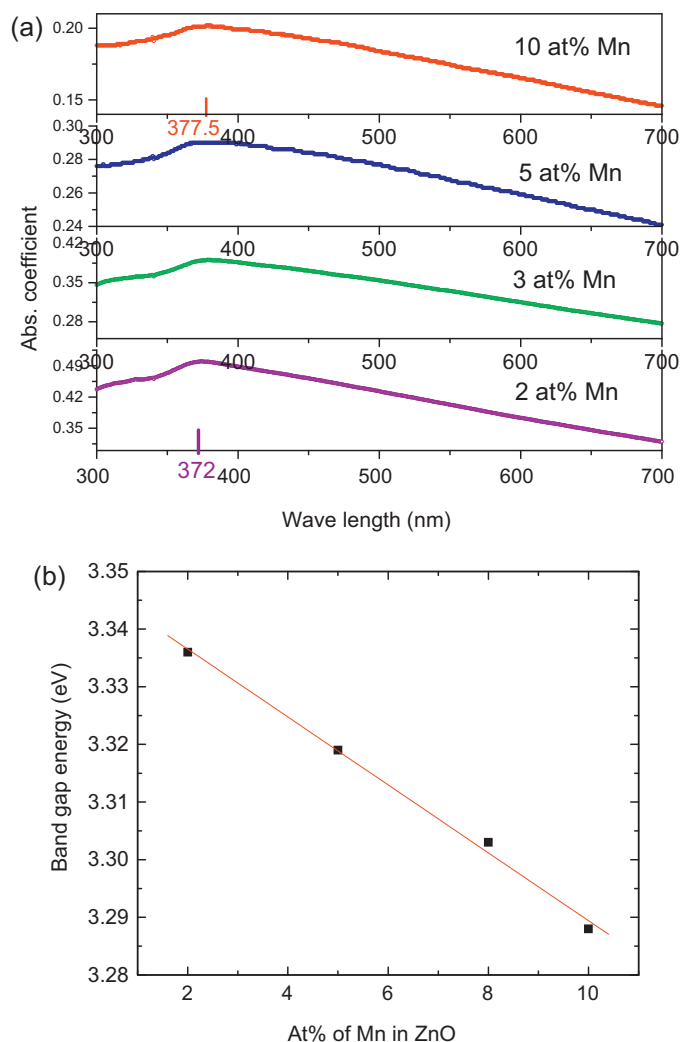 (a)
0.20
10 at% Mn
0.15
377.5
300 400 500 600 700
0.30
0.28
5 at% Mn
0.26
0.24
300 400 500 600 700
0.42
0.35
3 at% Mn
0.28
300 400 500 600 700
0.49
0.42
2 at% Mn
0.35
372
300 400 500 600 700
Abs. coefficient
Wave length (nm)
(b)
3.35
3.34
3.33
3.32
3.31
3.30
3.29
3.28
Band gap energy (eV)
2 4 6 8 10
At% of Mn in ZnO